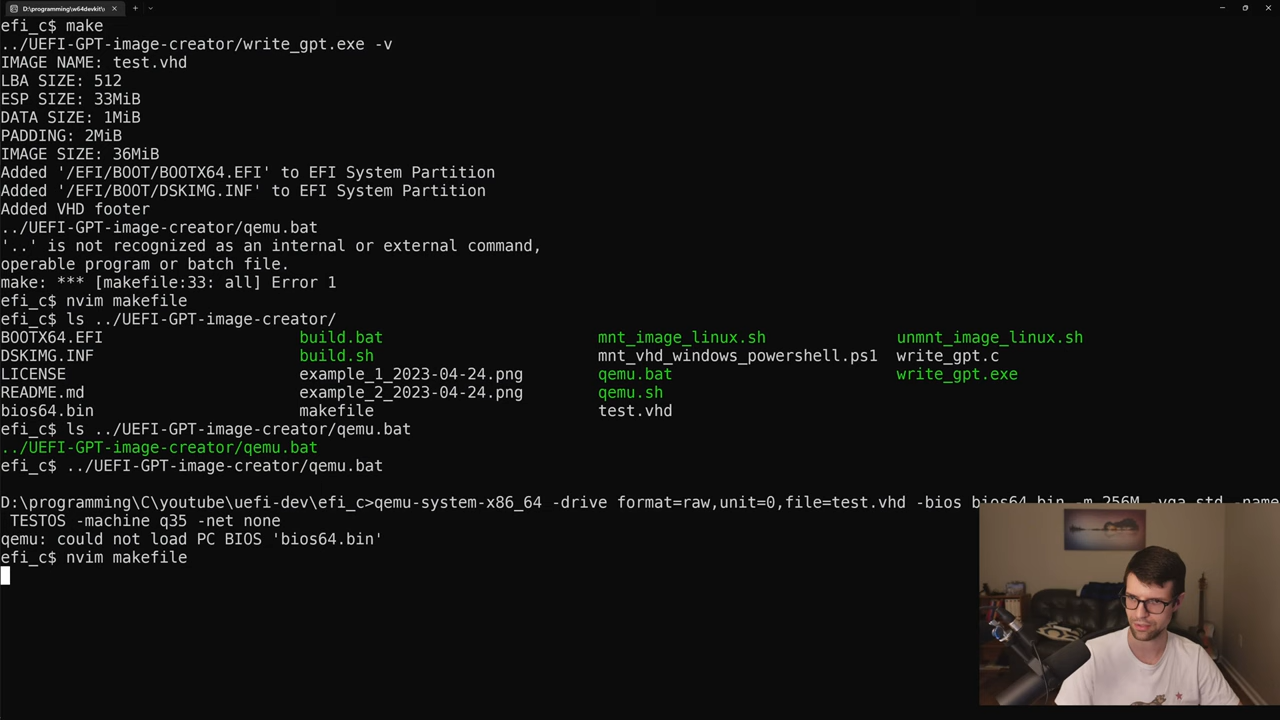 D:\programming\w64devkit\
efi_c$ make
../UEFI-GPT-image-creator/write_gpt.exe -v
IMAGE NAME: test.vhd
LBA SIZE: 512
ESP SIZE: 33MiB
DATA SIZE: 1MiB
PADDING: 2MiB
IMAGE SIZE: 36MiB
Added '/EFI/BOOT/BOOTX64.EFI' to EFI System Partition
Added '/EFI/BOOT/DSKIMG.INF' to EFI System Partition
Added VHD footer
../UEFI-GPT-image-creator/qemu.bat
'..' is not recognized as an internal or external command,
operable program or batch file.
make: *** [makefile:33: all] Error 1
efi_c$ nvim makefile
efi_c$ ls ../UEFI-GPT-image-creator/
BOOTX64.EFI build.bat mnt_image_linux.sh unmnt_image_linux.sh
DSKIMG.INF build.sh mnt_vhd_windows_powershell.ps1 write_gpt.c
LICENSE example_1_2023-04-24.png qemu.bat write_gpt.exe
README.md example_2_2023-04-24.png qemu.sh
bios64.bin makefile test.vhd
efi_c$ ls ../UEFI-GPT-image-creator/qemu.bat
../UEFI-GPT-image-creator/qemu.bat
efi_c$ ../UEFI-GPT-image-creator/qemu.bat
D:\programming\C\youtube\uefi-dev\efi_c>qemu-system-x86_64 -drive format=raw,unit=0,file=test.vhd -bios bios64.bin -m 256M -vga std -name
TESTOS -machine q35 -net none
qemu: could not load PC BIOS 'bios64.bin'
efi_c$ nvim makefile